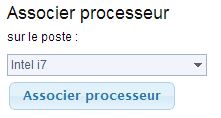 Associer processeur
sur le poste :
Intel i7
Associer processeur